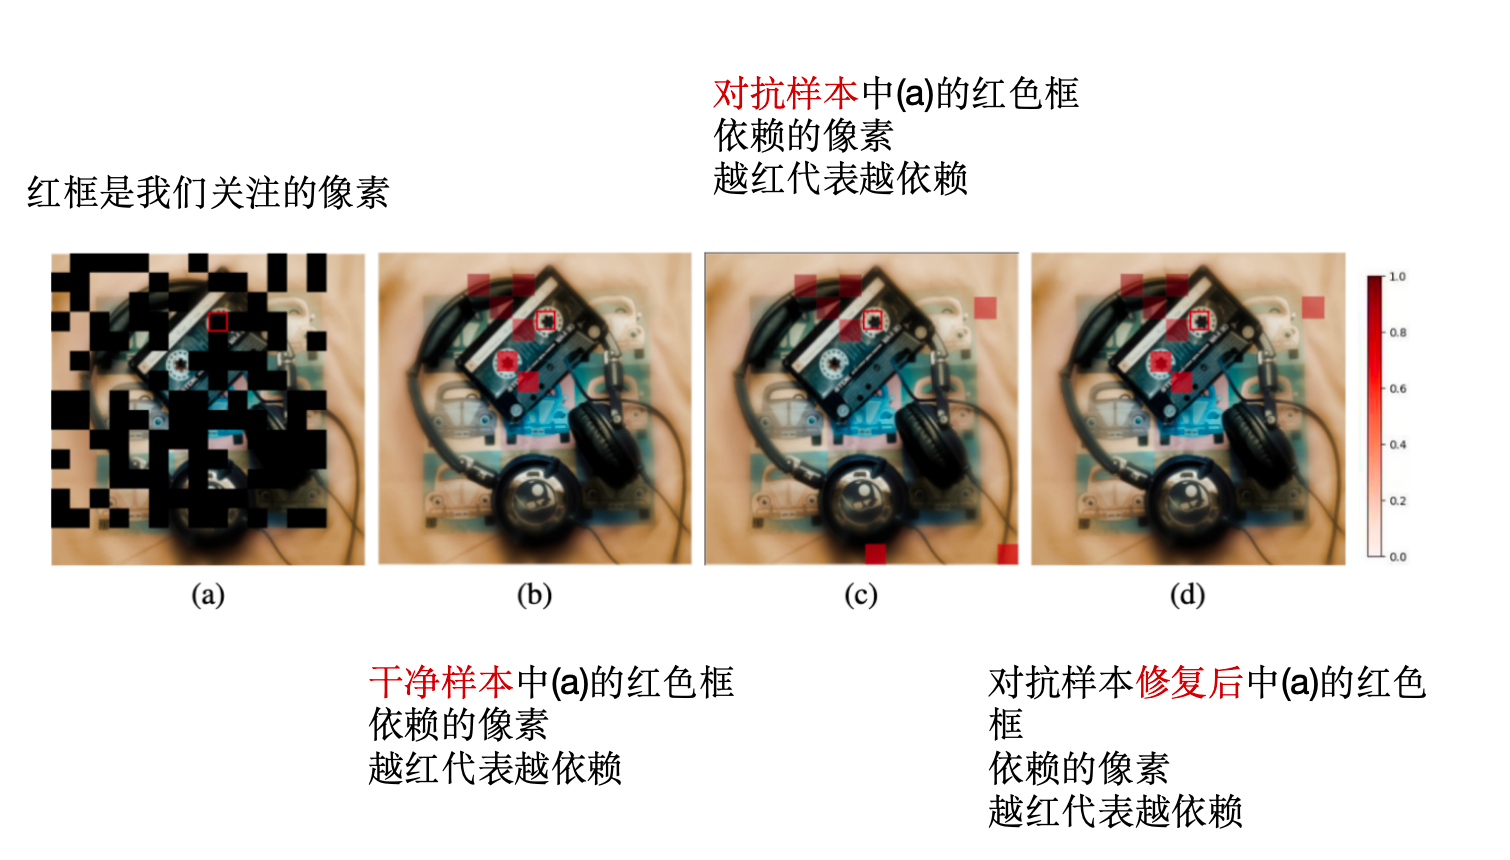 对抗样本中(a)的红色框
依赖的像素
越红代表越依赖
红框是我们关注的像素
1.0
0.8
0.6
0.4
0.2
0.0
(a)
(b)
(c)
(d)
干净样本中(a)的红色框
依赖的像素
越红代表越依赖
对抗样本修复后中(a)的红色
框
依赖的像素
越红代表越依赖